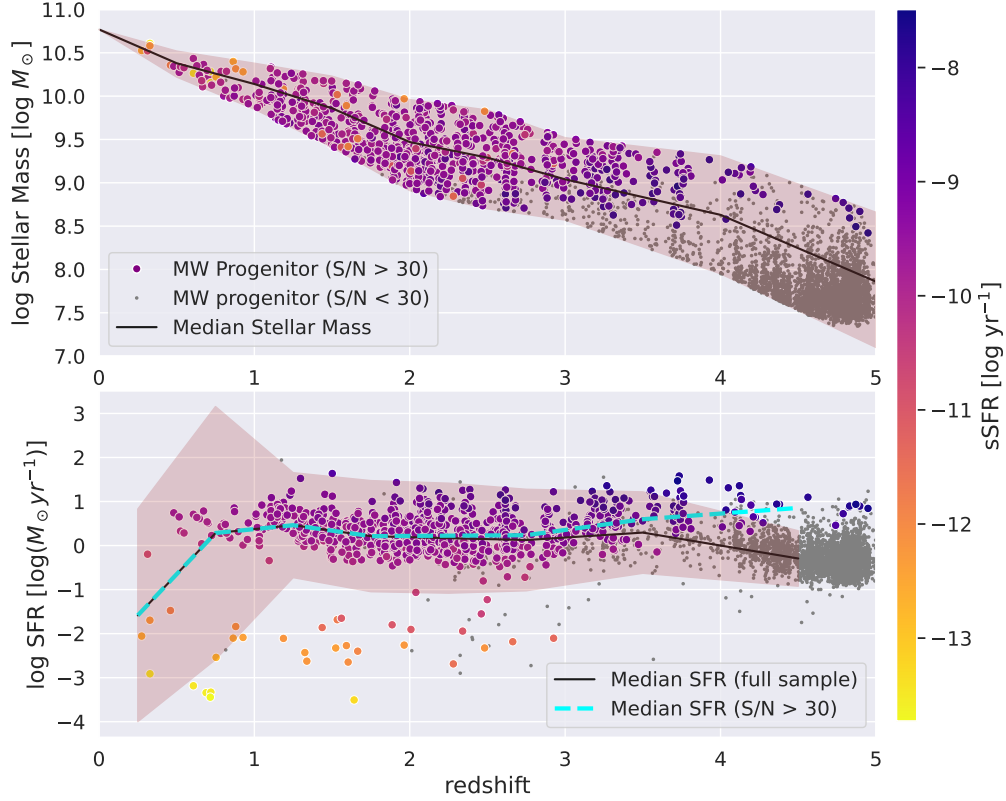 11.0
10.5
10.0
9.5
9.0
8.5
8.0
7.5
7.0
log Stellar Mass [log M⊙]
MW Progenitor (S/N > 30)
MW progenitor (S/N < 30)
Median Stellar Mass
0 1 2 3 4 5
3
2
1
0
−1
−2
−3
−4
log SFR [log(M⊙ yr⁻¹)]
Median SFR (full sample)
Median SFR (S/N > 30)
0 1 2 3 4 5
redshift
−8
−9
−10
−11
−12
−13
sSFR [log yr⁻¹]